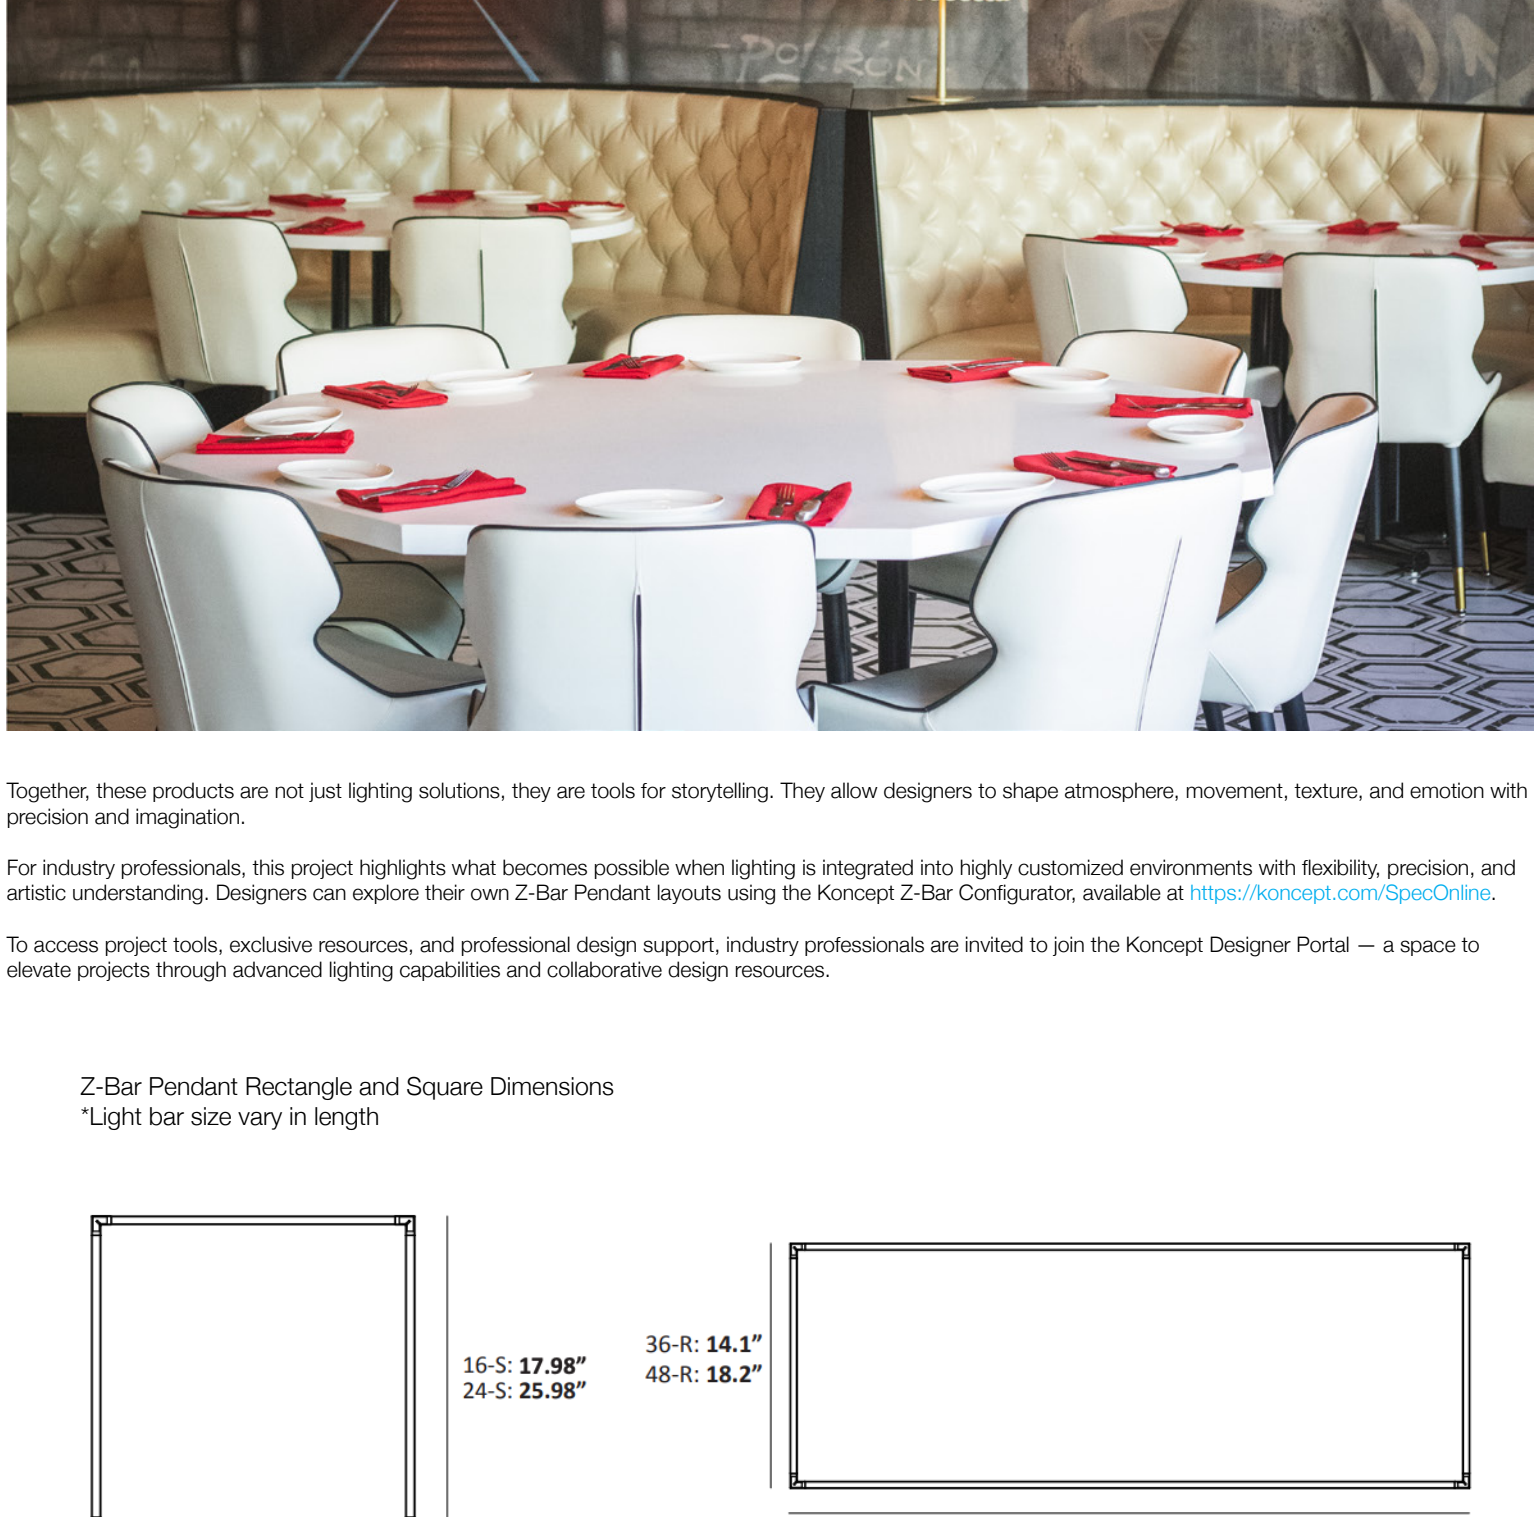 PORRÓN
Together, these products are not just lighting solutions, they are tools for storytelling. They allow designers to shape atmosphere, movement, texture, and emotion with
precision and imagination.
For industry professionals, this project highlights what becomes possible when lighting is integrated into highly customized environments with flexibility, precision, and
artistic understanding. Designers can explore their own Z-Bar Pendant layouts using the Koncept Z-Bar Configurator, available at https://koncept.com/SpecOnline.
To access project tools, exclusive resources, and professional design support, industry professionals are invited to join the Koncept Designer Portal — a space to
elevate projects through advanced lighting capabilities and collaborative design resources.
Z-Bar Pendant Rectangle and Square Dimensions
*Light bar size vary in length
16-S: 17.98”
24-S: 25.98”
36-R: 14.1”
48-R: 18.2”